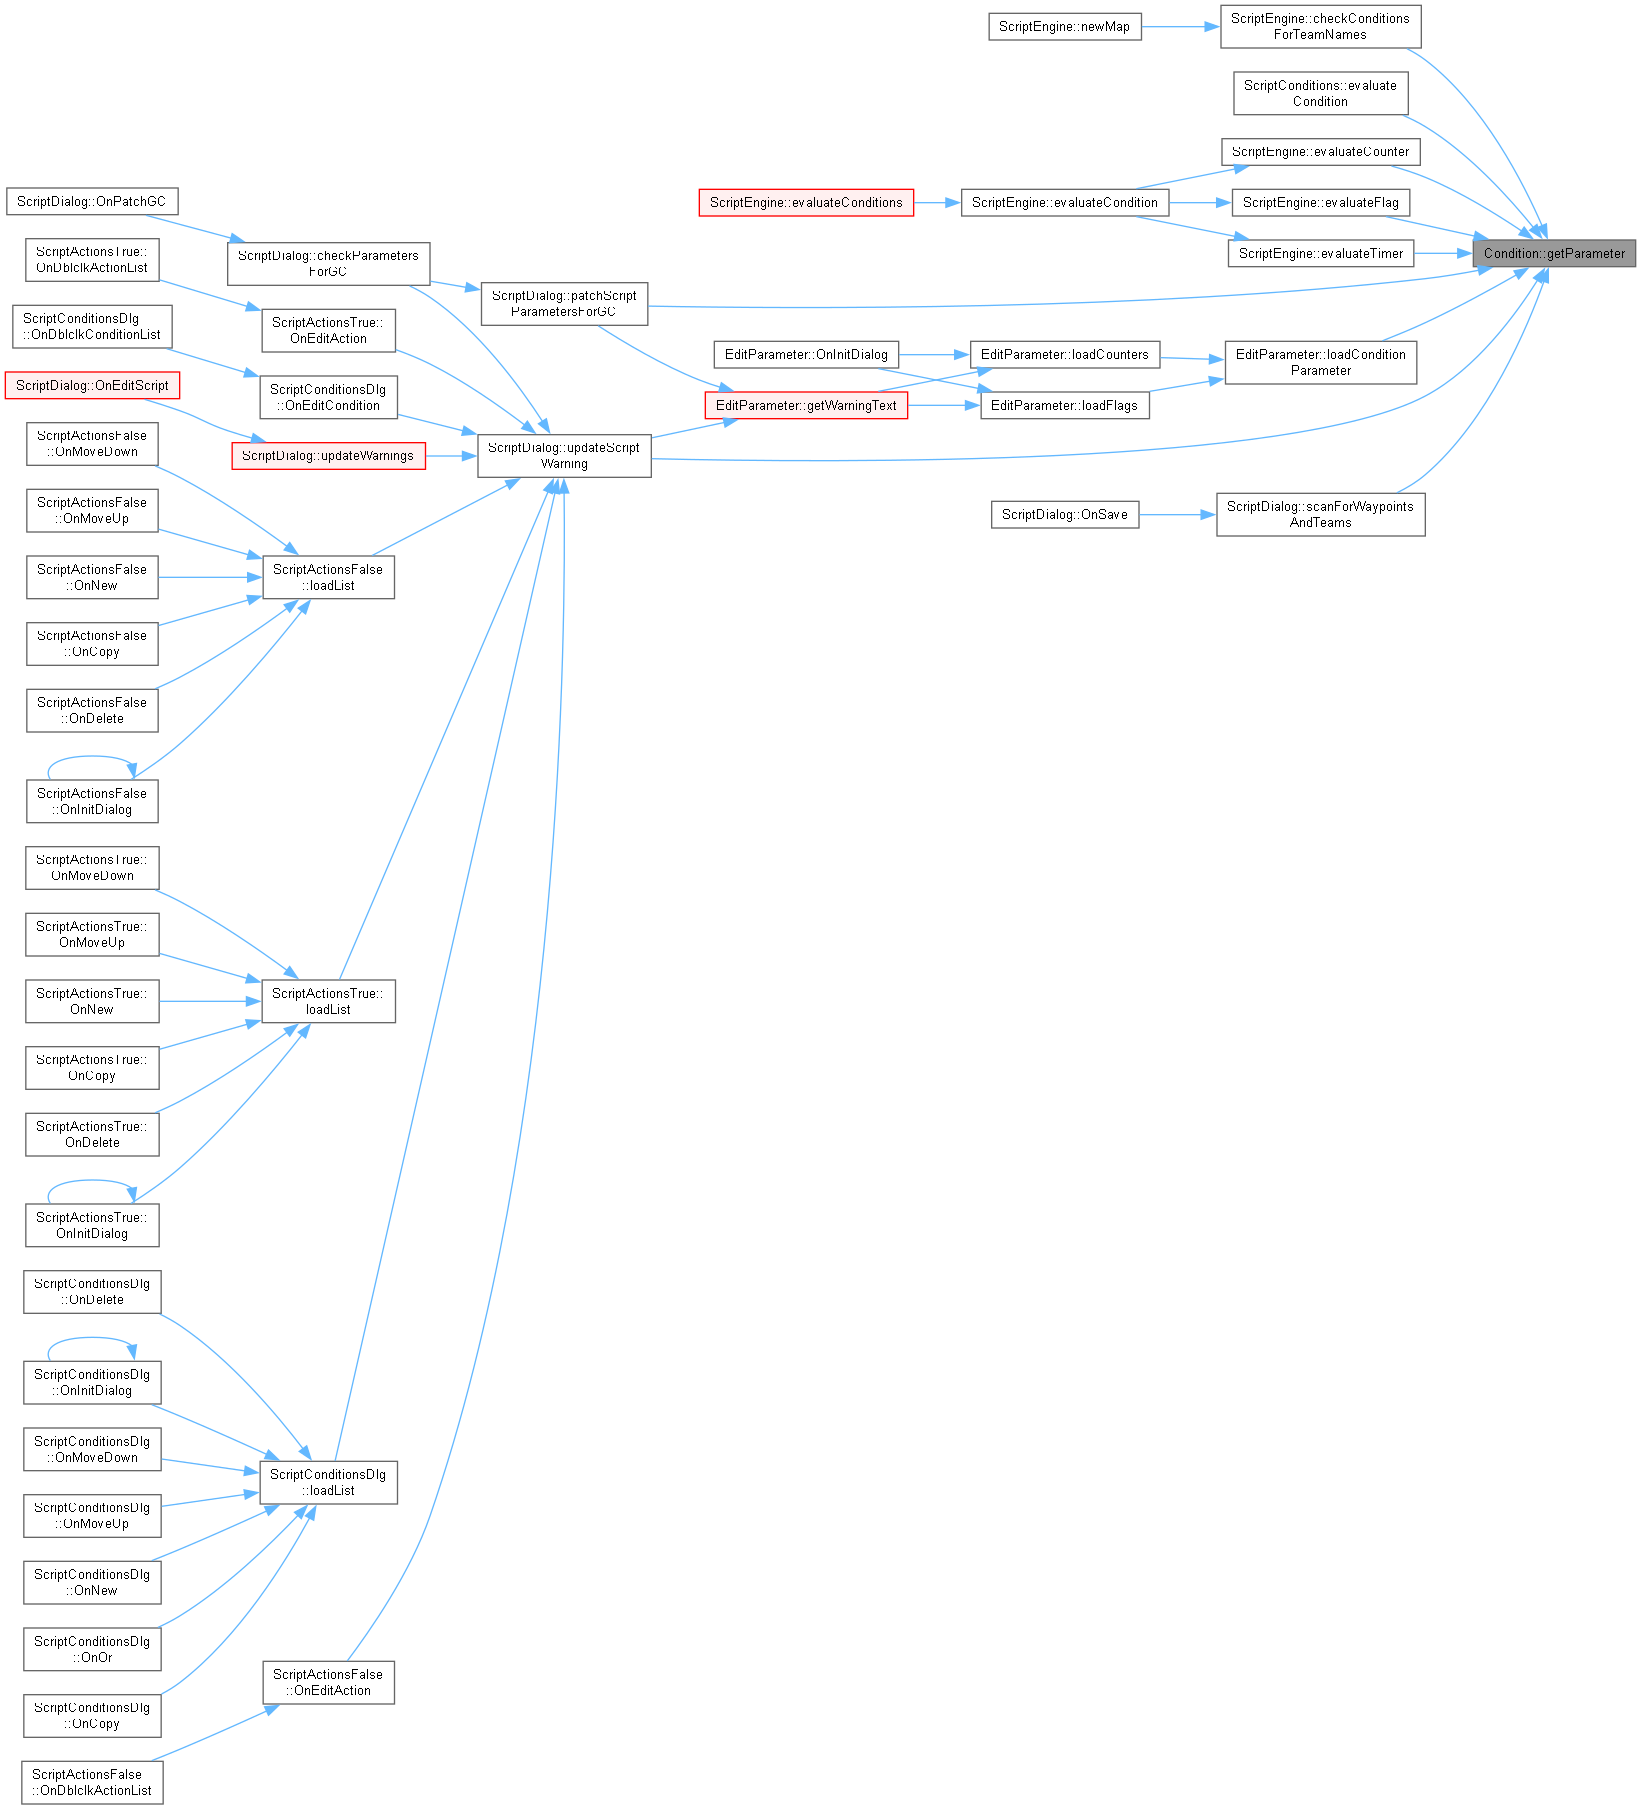 ScriptEngine::newMap
ScriptEngine::checkConditions
ForTeamNames
ScriptConditions::evaluate
Condition
ScriptEngine::evaluateCounter
ScriptEngine::evaluateConditions
ScriptEngine::evaluateCondition
ScriptEngine::evaluateFlag
ScriptEngine::evaluateTimer
Condition::getParameter
ScriptDialog::OnPatchGC
ScriptActionsTrue::
OnDblclkActionList
ScriptDialog::checkParameters
ForGC
ScriptDialog::patchScript
ParametersForGC
ScriptConditionsDlg
::OnDblclkConditionList
ScriptActionsTrue::
OnEditAction
EditParameter::OnInitDialog
EditParameter::loadCounters
EditParameter::loadCondition
Parameter
ScriptDialog::OnEditScript
ScriptConditionsDlg
::OnEditCondition
EditParameter::getWarningText
EditParameter::loadFlags
ScriptActionsFalse
::OnMoveDown
ScriptDialog::updateWarnings
ScriptDialog::updateScript
Warning
ScriptActionsFalse
::OnMoveUp
ScriptDialog::OnSave
ScriptDialog::scanForWaypoints
AndTeams
ScriptActionsFalse
::OnNew
ScriptActionsFalse
::loadList
ScriptActionsFalse
::OnCopy
ScriptActionsFalse
::OnDelete
ScriptActionsFalse
::OnInitDialog
ScriptActionsTrue::
OnMoveDown
ScriptActionsTrue::
OnMoveUp
ScriptActionsTrue::
OnNew
ScriptActionsTrue::
loadList
ScriptActionsTrue::
OnCopy
ScriptActionsTrue::
OnDelete
ScriptActionsTrue::
OnInitDialog
ScriptConditionsDlg
::OnDelete
ScriptConditionsDlg
::OnInitDialog
ScriptConditionsDlg
::OnMoveDown
ScriptConditionsDlg
::loadList
ScriptConditionsDlg
::OnMoveUp
ScriptConditionsDlg
::OnNew
ScriptConditionsDlg
::OnOr
ScriptActionsFalse
::OnEditAction
ScriptConditionsDlg
::OnCopy
ScriptActionsFalse
::OnDblclkActionList